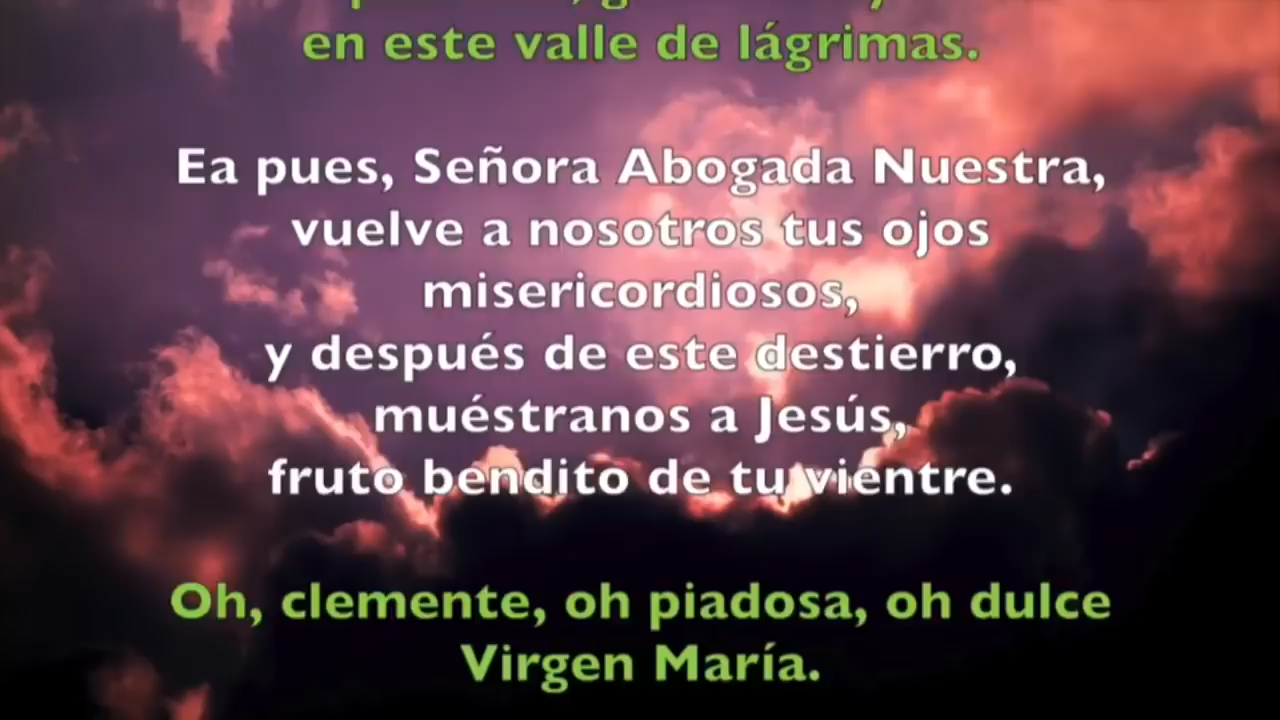 en este valle de lágrimas.
Ea pues, Señora Abogada Nuestra,
vuelve a nosotros tus ojos
misericordiosos,
y después de este destierro,
muéstranos a Jesús,
fruto bendito de tu vientre.
Oh, clemente, oh piadosa, oh dulce
Virgen María.